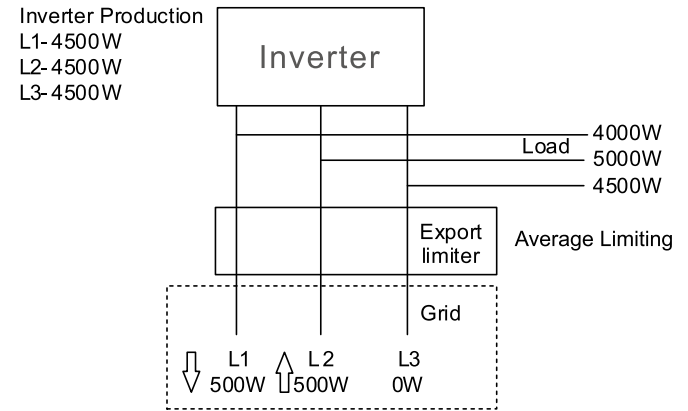 Inverter Production
L1-4500W
L2-4500W
L3-4500W
Inverter
4000W
Load
5000W
4500W
Export
limiter
Average Limiting
Grid
L1 L2 L3
500W 500W 0W